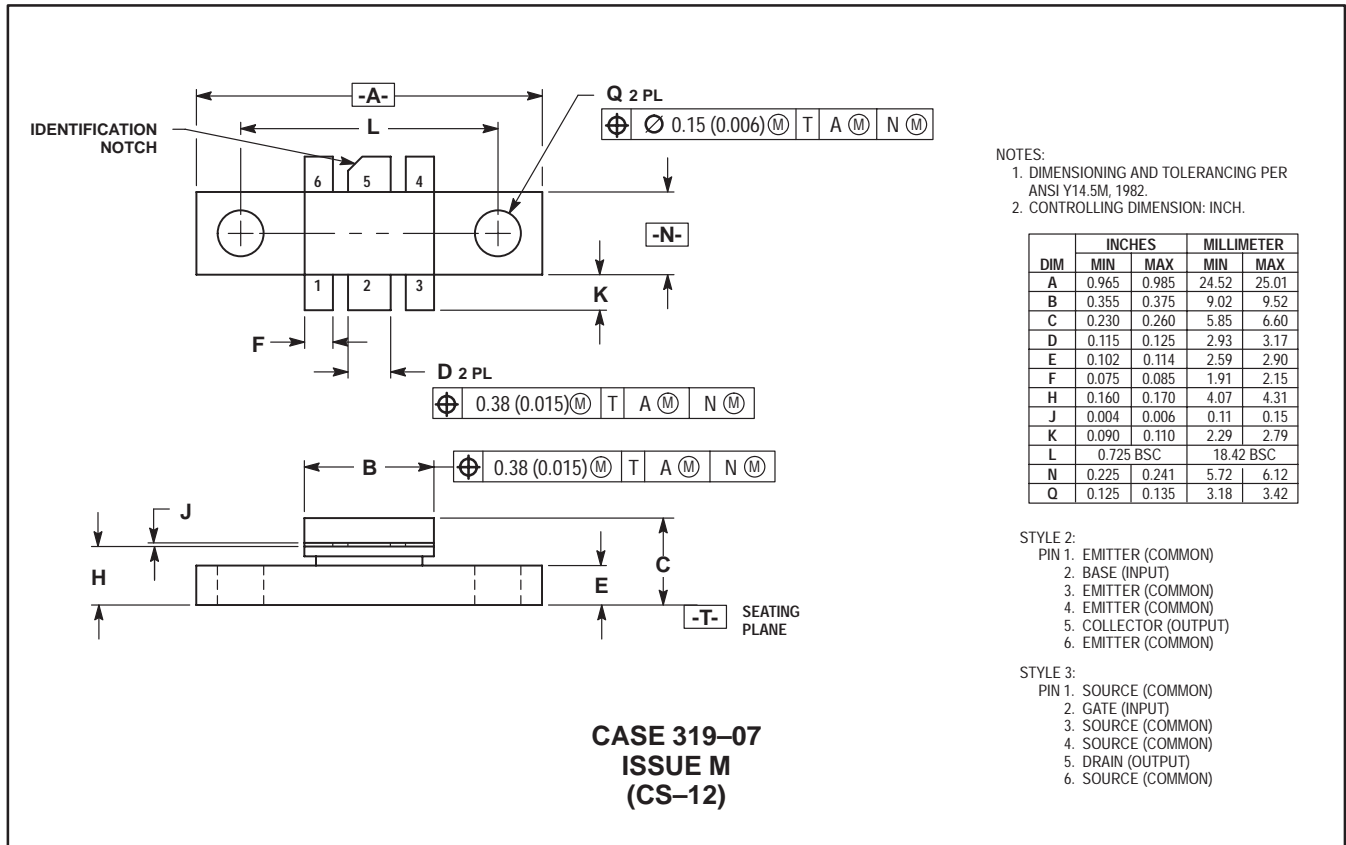 -A-
L
IDENTIFICATION
NOTCH
Q 2 PL
⌖ Ø 0.15 (0.006) Ⓜ T A Ⓜ N Ⓜ
6 5 4
-N-
1 2 3
K
F
D 2 PL
⌖ 0.38 (0.015) Ⓜ T A Ⓜ N Ⓜ
B
⌖ 0.38 (0.015) Ⓜ T A Ⓜ N Ⓜ
J
H
E
C
-T- SEATING
PLANE
CASE 319–07
ISSUE M
(CS–12)
NOTES:
1. DIMENSIONING AND TOLERANCING PER
ANSI Y14.5M, 1982.
2. CONTROLLING DIMENSION: INCH.
INCHES MILLIMETER
DIM MIN MAX MIN MAX
A 0.965 0.985 24.52 25.01
B 0.355 0.375 9.02 9.52
C 0.230 0.260 5.85 6.60
D 0.115 0.125 2.93 3.17
E 0.102 0.114 2.59 2.90
F 0.075 0.085 1.91 2.15
H 0.160 0.170 4.07 4.31
J 0.004 0.006 0.11 0.15
K 0.090 0.110 2.29 2.79
L 0.725 BSC 18.42 BSC
N 0.225 0.241 5.72 6.12
Q 0.125 0.135 3.18 3.42
STYLE 2:
PIN 1. EMITTER (COMMON)
2. BASE (INPUT)
3. EMITTER (COMMON)
4. EMITTER (COMMON)
5. COLLECTOR (OUTPUT)
6. EMITTER (COMMON)
STYLE 3:
PIN 1. SOURCE (COMMON)
2. GATE (INPUT)
3. SOURCE (COMMON)
4. SOURCE (COMMON)
5. DRAIN (OUTPUT)
6. SOURCE (COMMON)